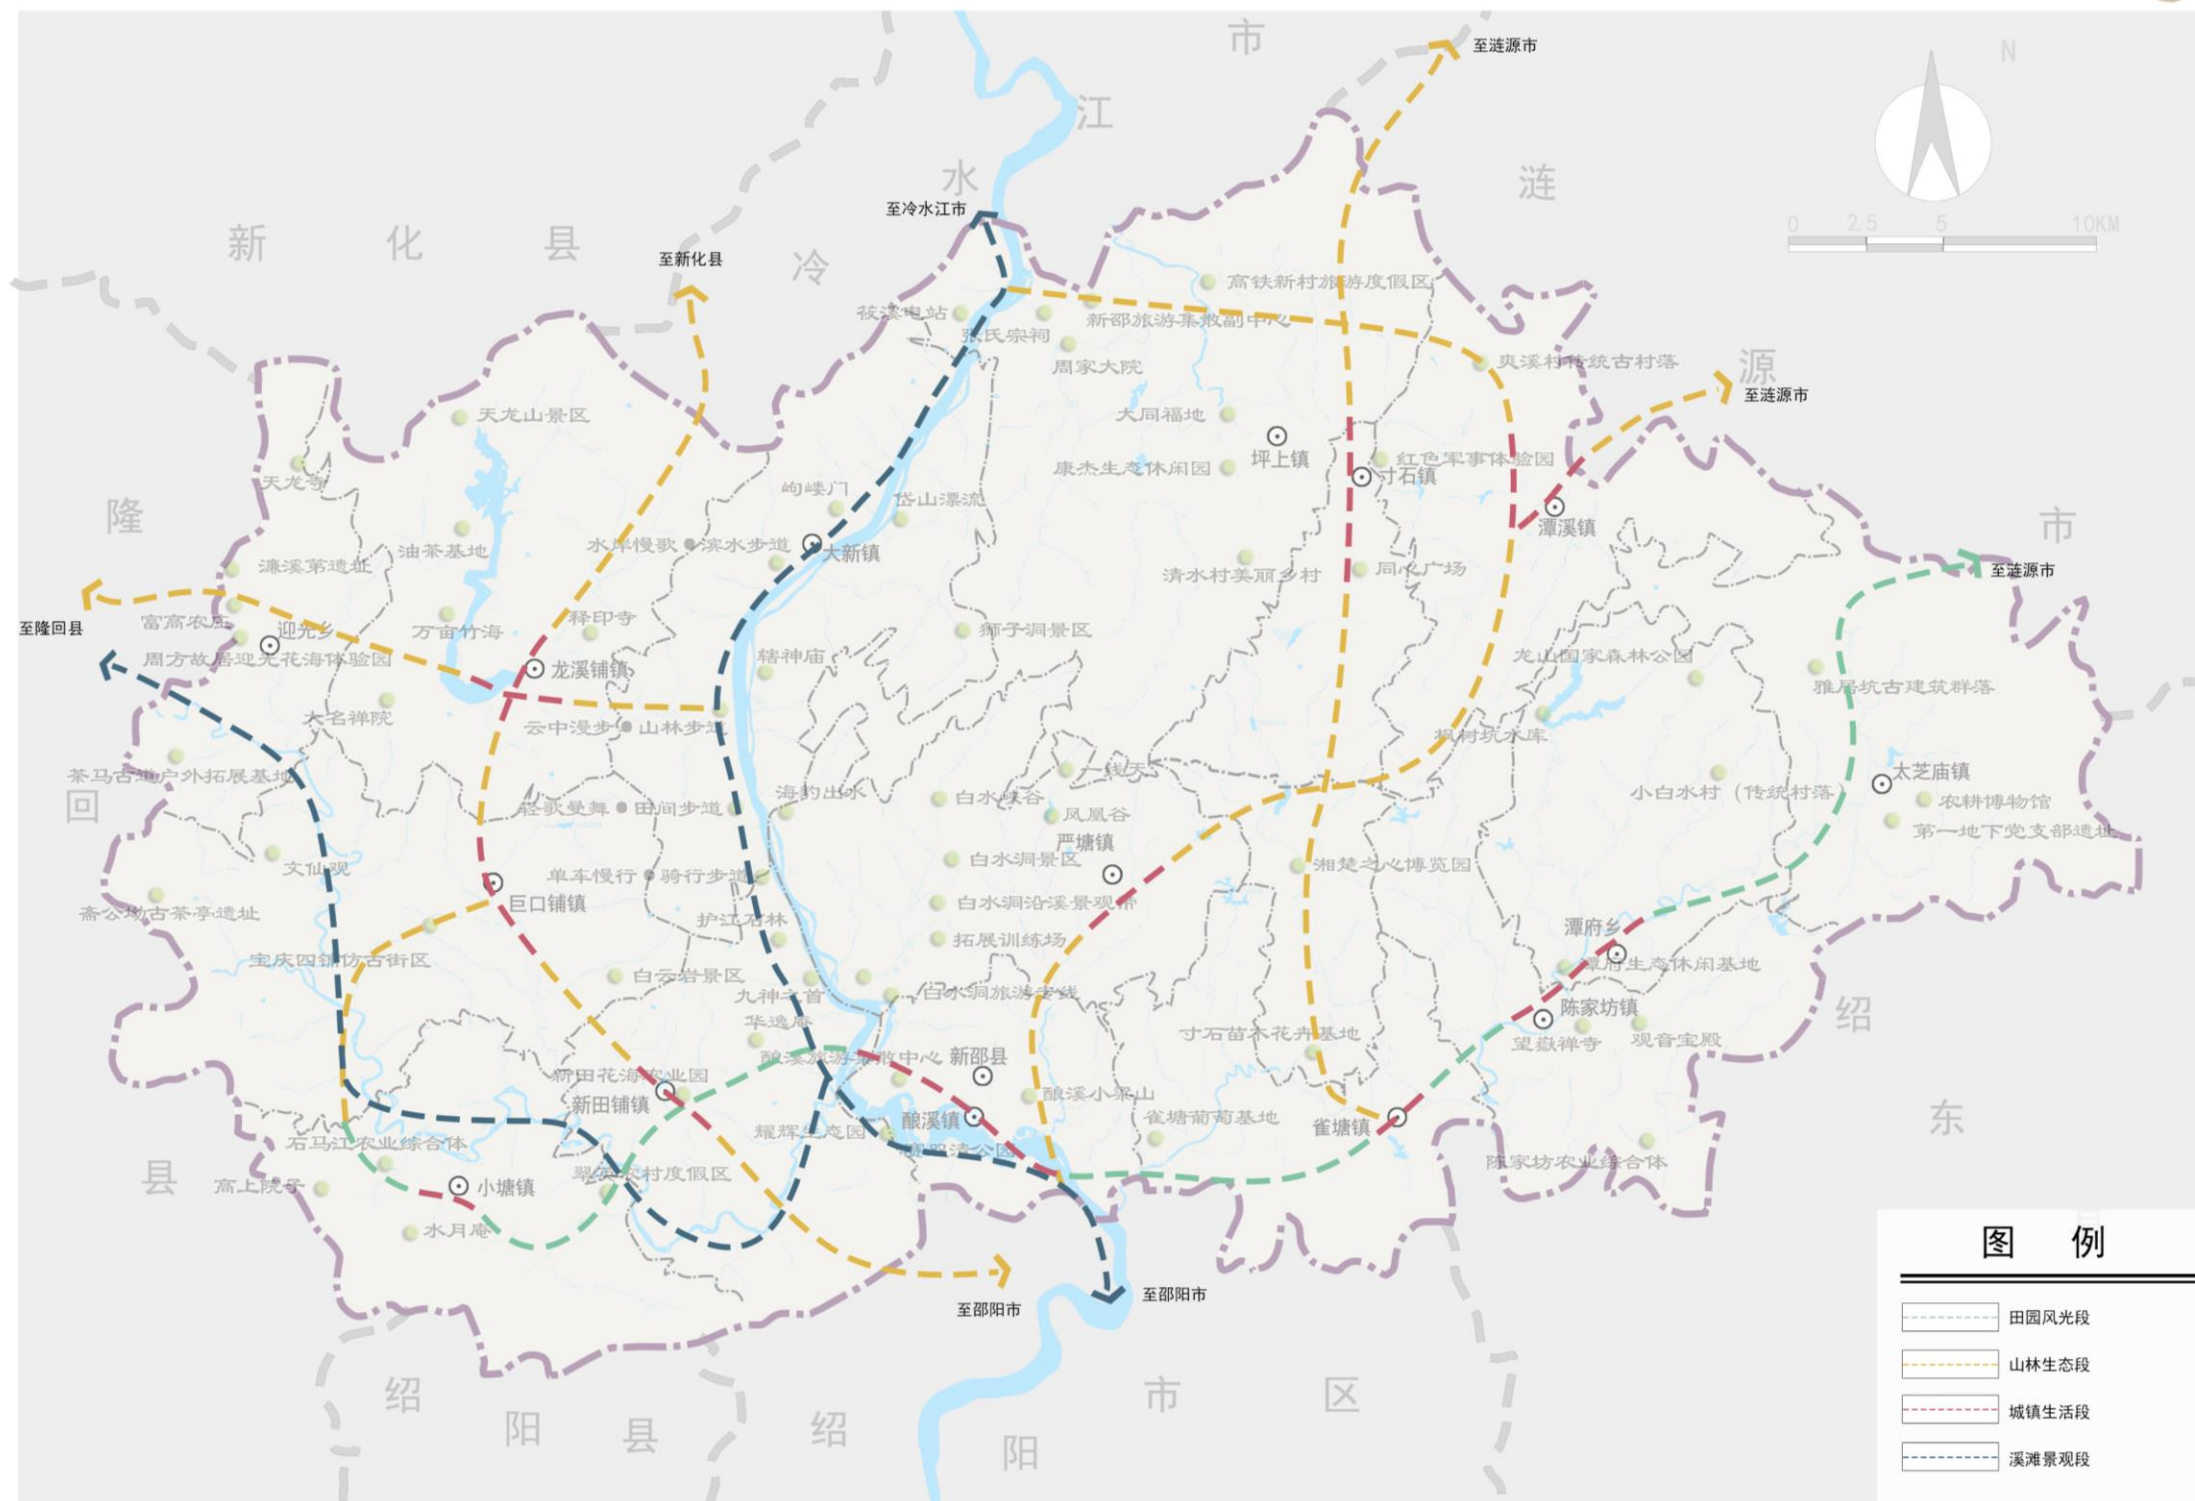 市
至涟源市
N
江
水
涟
至冷水江市
0 2.5 5 10KM
新化县
至新化县
冷
高铁新村旅游度假区
筱溪电站
张氏宗祠
新邵旅游集散副中心
周家大院
爽溪村传统古村落
源
至涟源市
天龙山景区
大同福地
坪上镇
康杰生态休闲园
红色军事体验园
寸石镇
天龙寺
岣嵝门
岱山漂流
隆
潭溪镇
市
油茶基地
水岸慢歌●滨水步道
大新镇
濂溪第遗址
清水村美丽乡村
同心广场
至涟源市
富高农庄
至隆回县
迎光乡
万亩竹海
释印寺
狮子洞景区
周方故居迎光花海体验园
龙溪铺镇
辖神庙
龙山国家森林公园
雅居坑古建筑群落
大名禅院
云中漫步●山林步道
枫树坑水库
茶马古道户外拓展基地
一线天
太芝庙镇
回
轻歌曼舞●田间步道
海豹出水
白水峡谷
小白水村（传统村落）
农耕博物馆
凤凰谷
第一地下党支部遗址
严塘镇
文仙观
单车慢行●骑行步道
白水洞景区
湘楚之心博览园
斋公坳古茶亭遗址
巨口铺镇
护江石林
白水洞沿溪景观带
潭府乡
拓展训练场
宝庆四铺仿古街区
白云岩景区
潭府生态休闲基地
九神之首
白水洞旅游专线
陈家坊镇
绍
华逸庵
寸石苗木花卉基地
望嶽禅寺
观音宝殿
酿溪旅游集散中心
新邵县
新田花海农业园
新田铺镇
酿溪小梁山
雀塘葡萄基地
雀塘镇
东
耀辉生态园
酿溪镇
石马江农业综合体
陈家坊农业综合体
县
高上院子
小塘镇
翠英农村度假区
水月庵
图例
至邵阳市
至邵阳市
田园风光段
山林生态段
绍
阳
县
绍
阳
市
区
城镇生活段
溪滩景观段